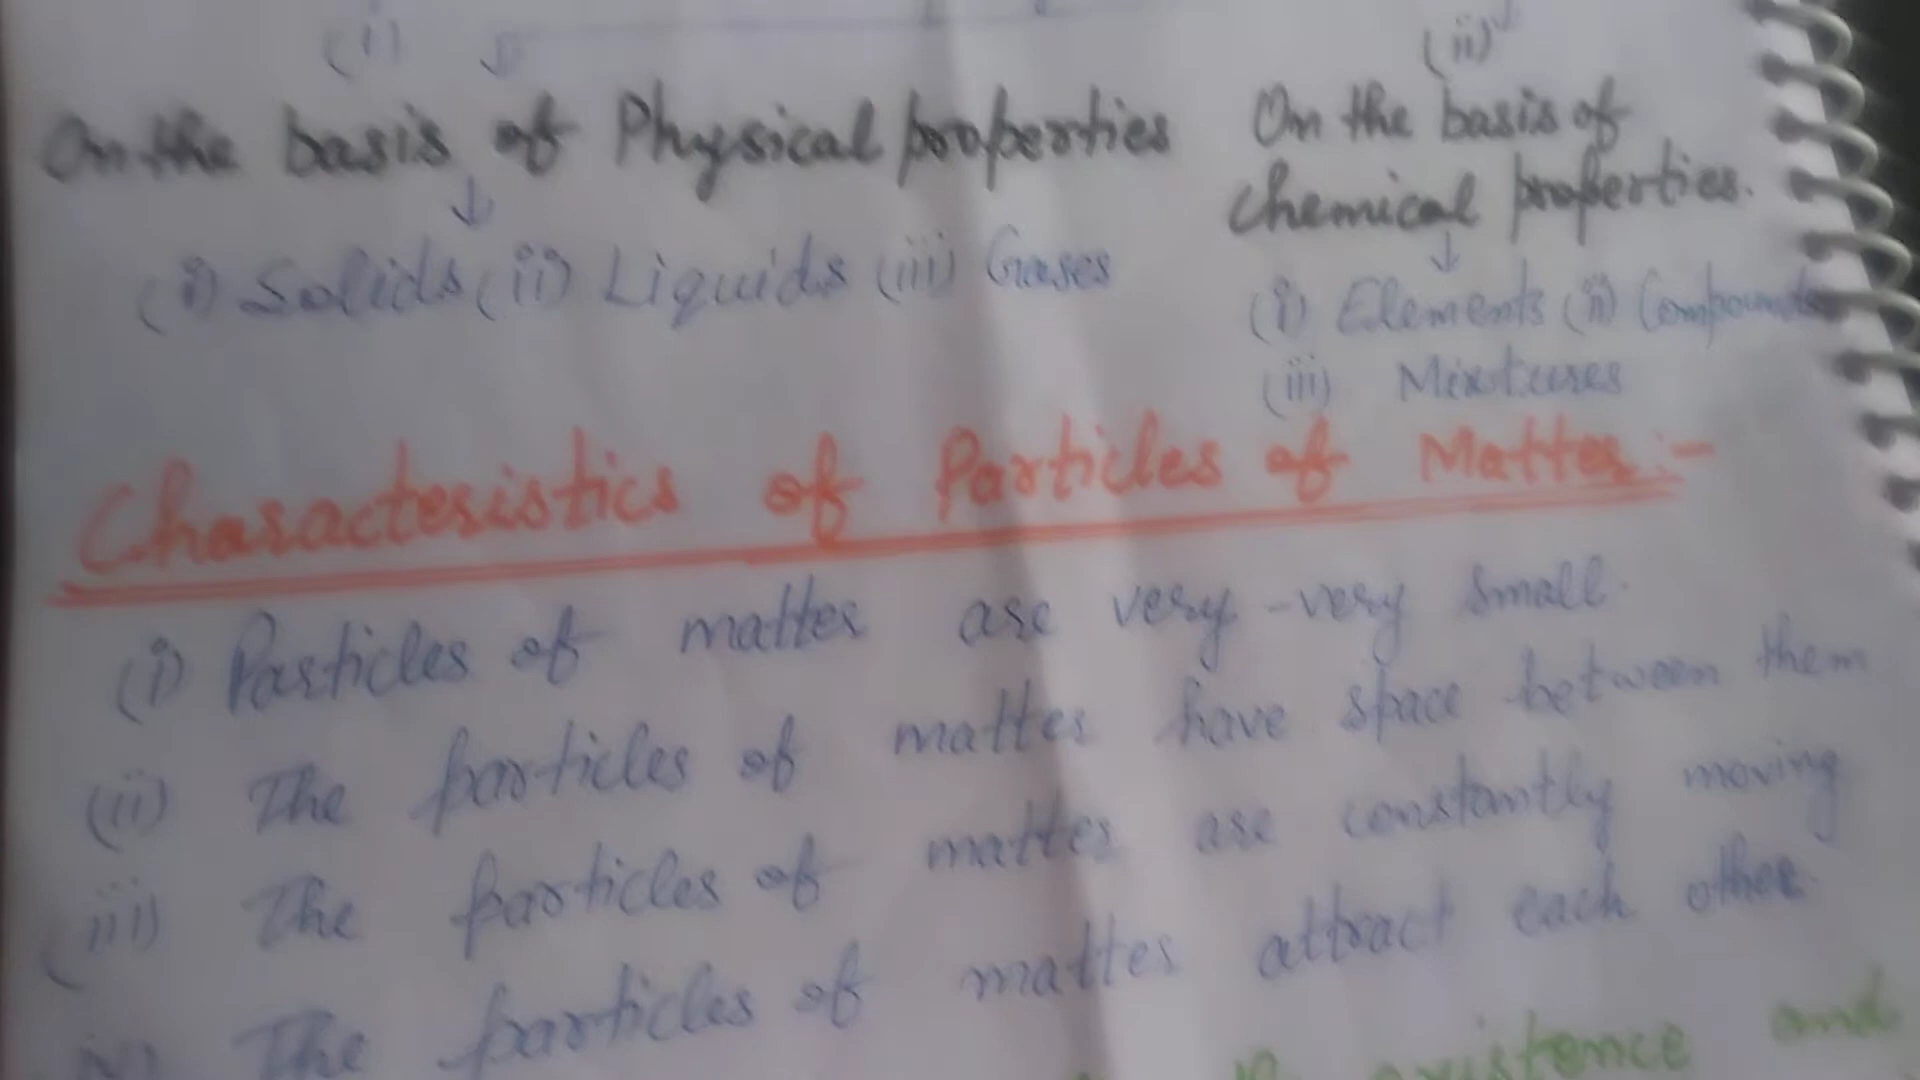 (i) (ii)
On the basis of Physical properties
On the basis of
chemical properties.
(i) Solids (ii) Liquids (iii) Gases
(i) Elements (ii) Compounds
(iii) Mixtures
Characteristics of Particles of Matter :-
(i) Particles of matter are very-very small.
(ii) The particles of matter have space between them
(iii) The particles of matter are constantly moving
iv) The particles of matter attract each other.
existence and